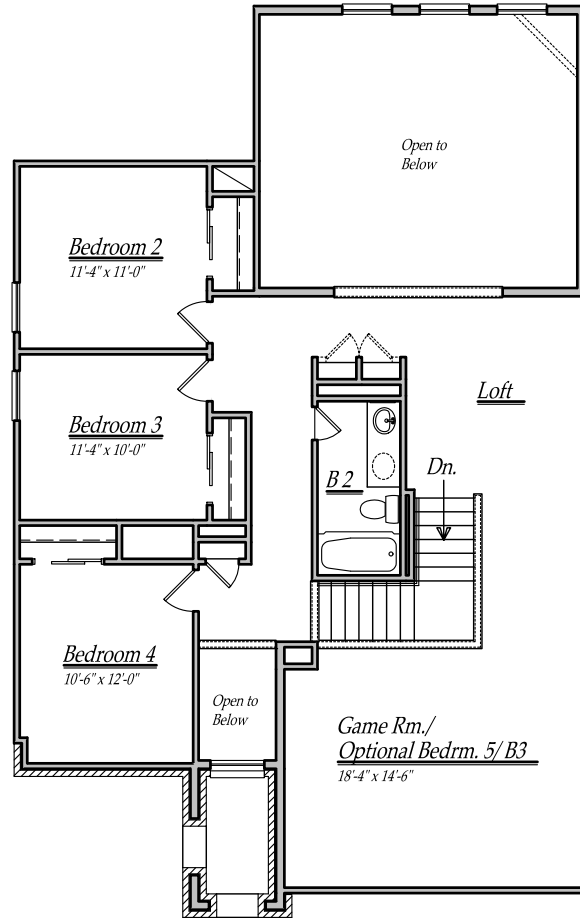 Open to
Below
Bedroom 2
11'-4" x 11'-0"
Loft
Bedroom 3
11'-4" x 10'-0"
B 2
Dn.
Bedroom 4
10'-6" x 12'-0"
Open to
Below
Game Rm./
Optional Bedrm. 5/ B3
18'-4" x 14'-6"